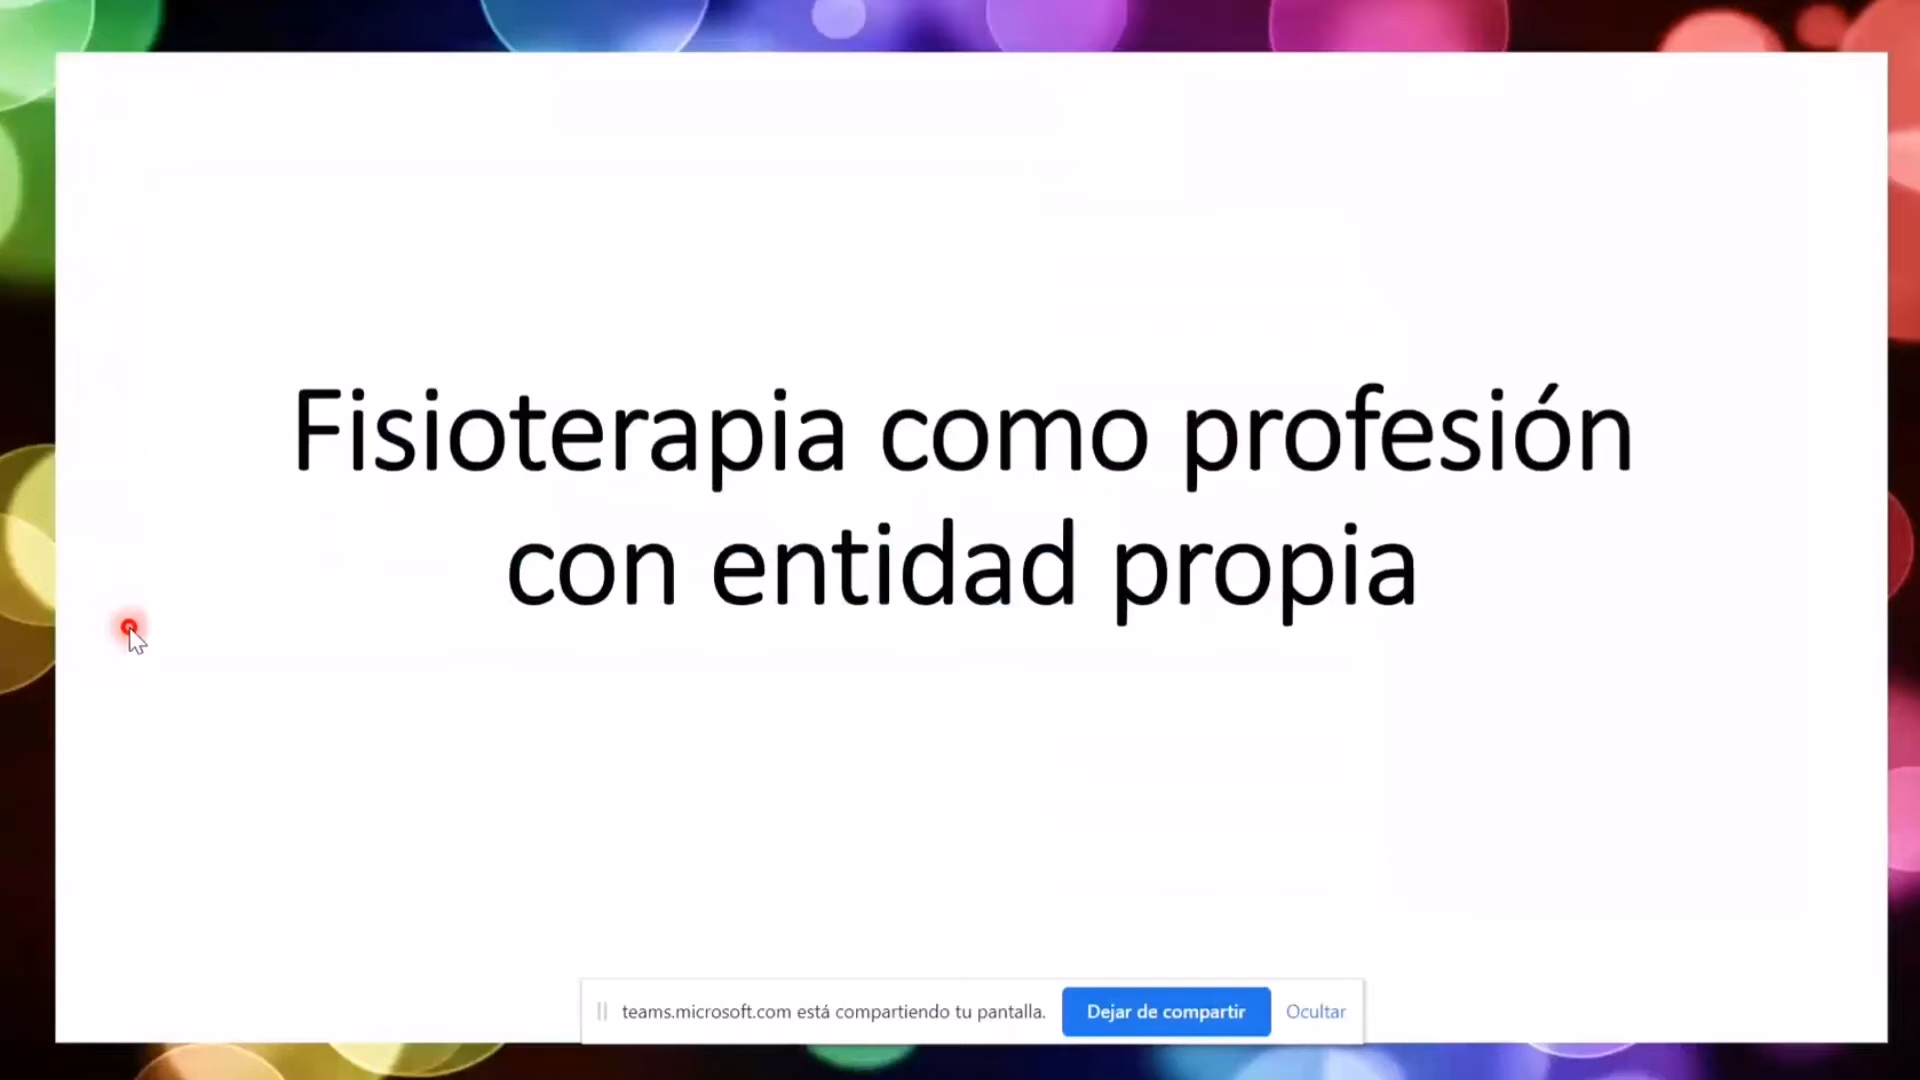 Fisioterapia como profesión
con entidad propia
teams.microsoft.com está compartiendo tu pantalla. Dejar de compartir Ocultar